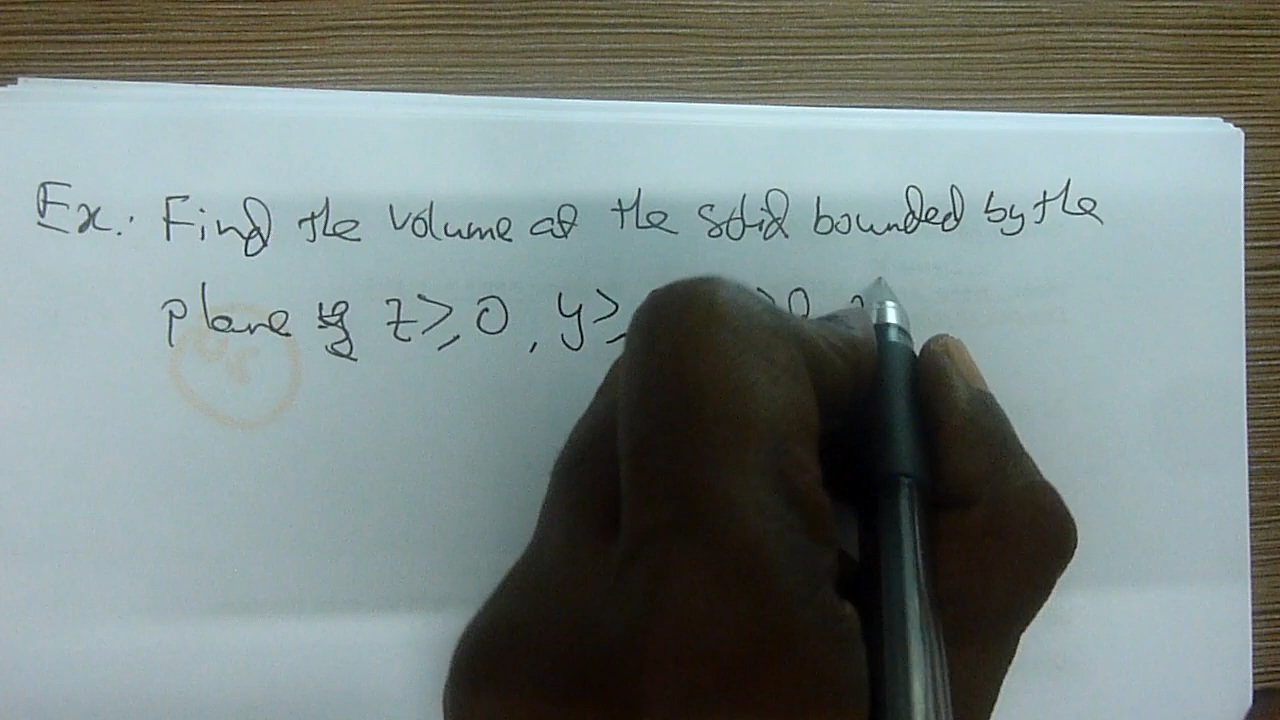 Ex. Find the volume of the solid bounded by the
plane z≥0, y≥